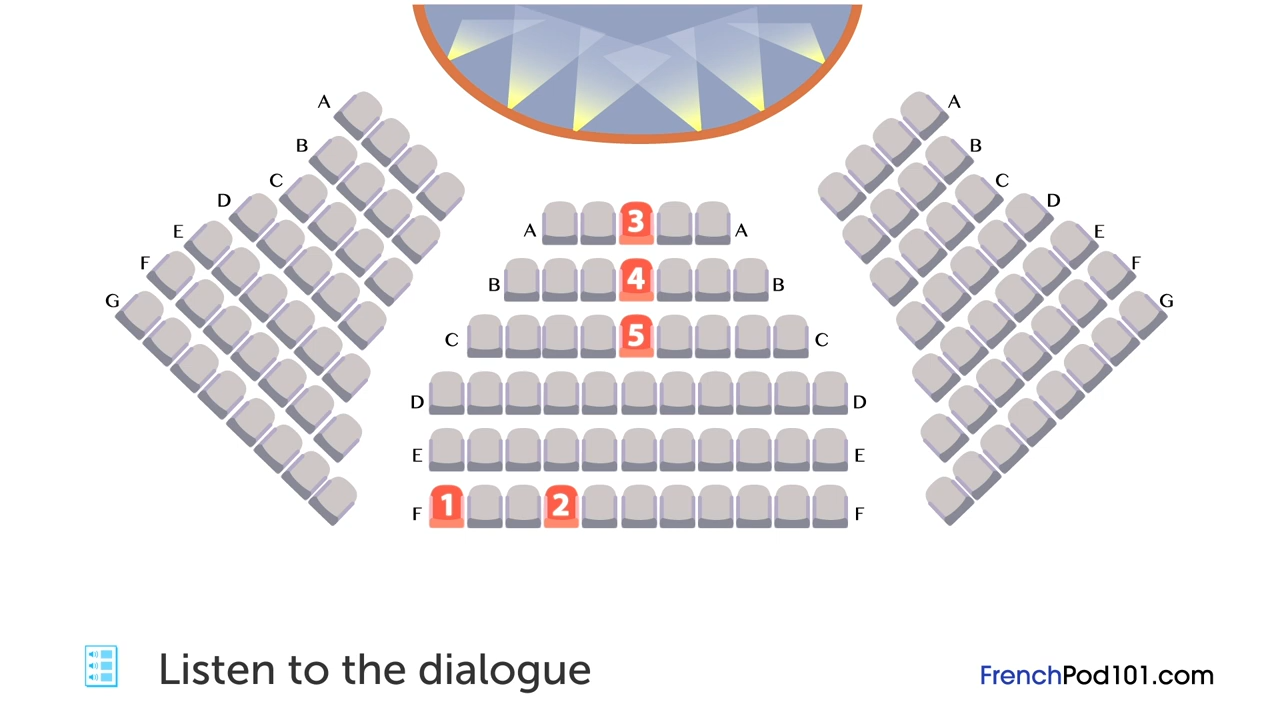 A
A
B
B
C
C
D
D
E
E
F
F
G
G
A 3 A
B 4 B
C 5 C
D D
E E
F 1 2 F
Listen to the dialogue
FrenchPod101.com